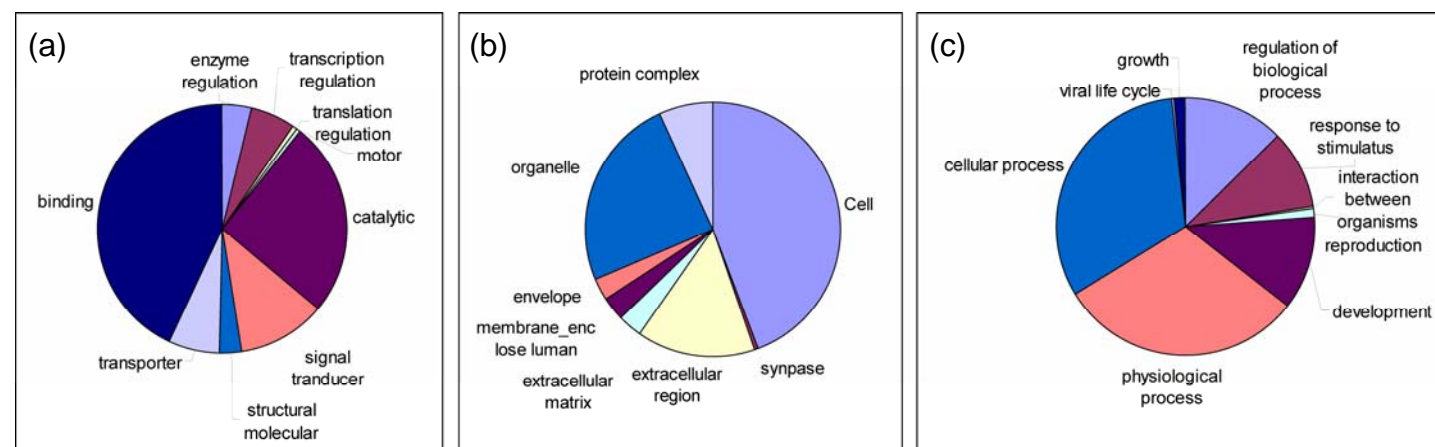 (a)
enzyme
regulation
transcription
regulation
translation
regulation
motor
catalytic
signal
tranducer
structural
molecular
transporter
binding
(b)
protein complex
organelle
envelope
membrane_enc
lose luman
extracellular
matrix
extracellular
region
synpase
Cell
(c)
growth
viral life cycle
cellular process
regulation of
biological
process
response to
stimulatus
interaction
between
organisms
reproduction
development
physiological
process